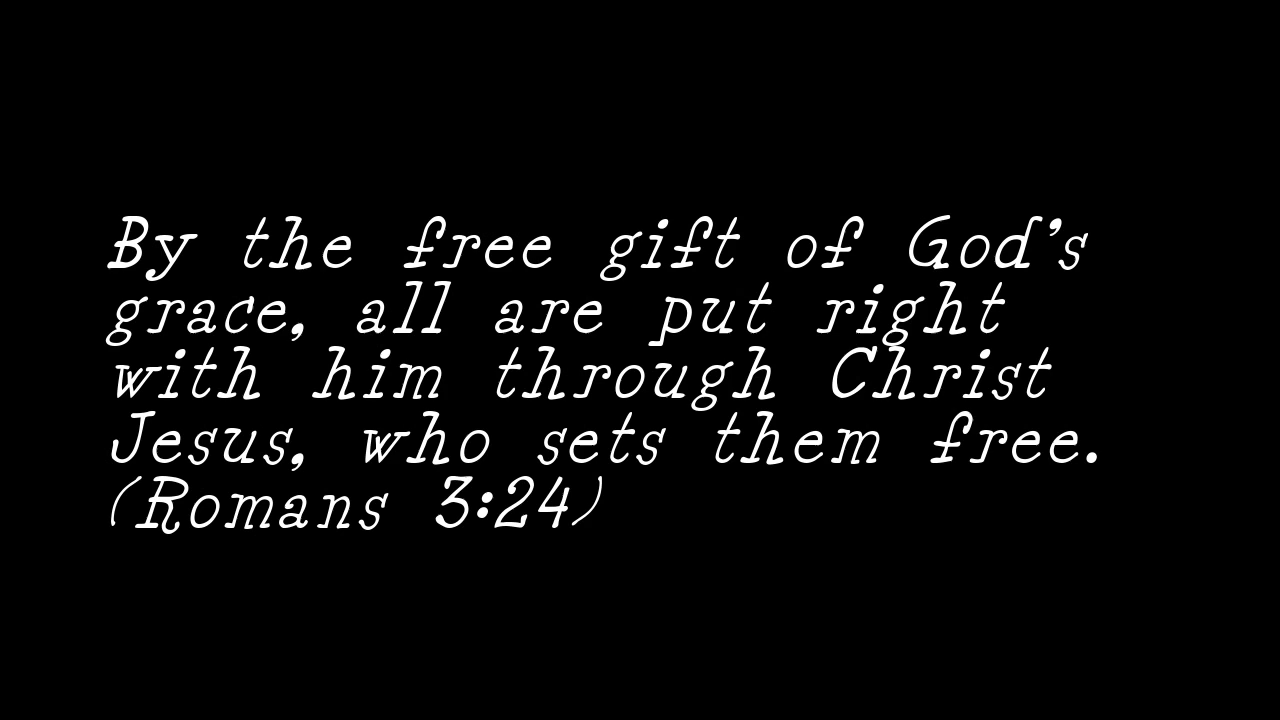 By the free gift of God's
grace, all are put right
with him through Christ
Jesus, who sets them free.
(Romans 3:24)